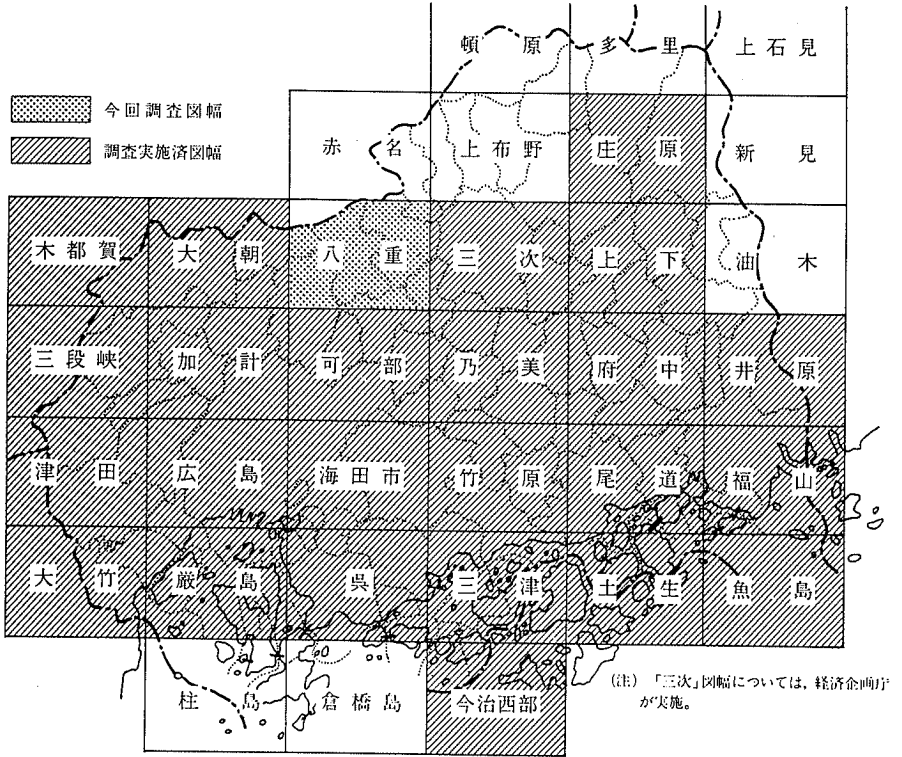 頓原
多里
上石見
今回調査図幅
調査実施済図幅
赤名
上布野
庄原
新見
木都賀
大朝
八重
三次
上下
油木
三段峡
加計
可部
乃美
府中
井原
津田
広島
海田市
竹原
尾道
福山
大竹
厳島
呉
三津
土生
魚島
柱島
倉橋島
今治西部
(注) 「三次」図幅については, 経済企画庁
が実施。